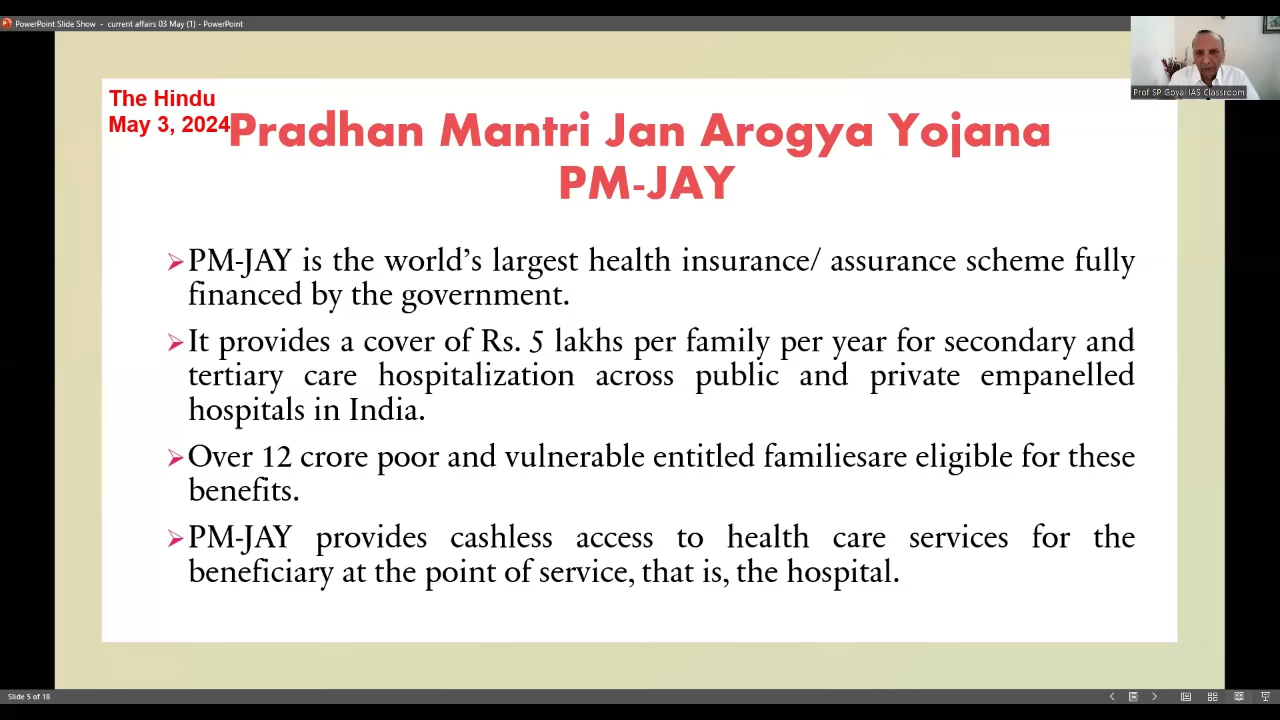 PowerPoint Slide Show - current affairs 03 May (1) - PowerPoint
Prof SP Goyal IAS Classroom
The Hindu
May 3, 2024
Pradhan Mantri Jan Arogya Yojana
PM-JAY
➢PM-JAY is the world’s largest health insurance/ assurance scheme fully
financed by the government.
➢It provides a cover of Rs. 5 lakhs per family per year for secondary and
tertiary care hospitalization across public and private empanelled
hospitals in India.
➢Over 12 crore poor and vulnerable entitled familiesare eligible for these
benefits.
➢PM-JAY provides cashless access to health care services for the
beneficiary at the point of service, that is, the hospital.
Slide 5 of 18